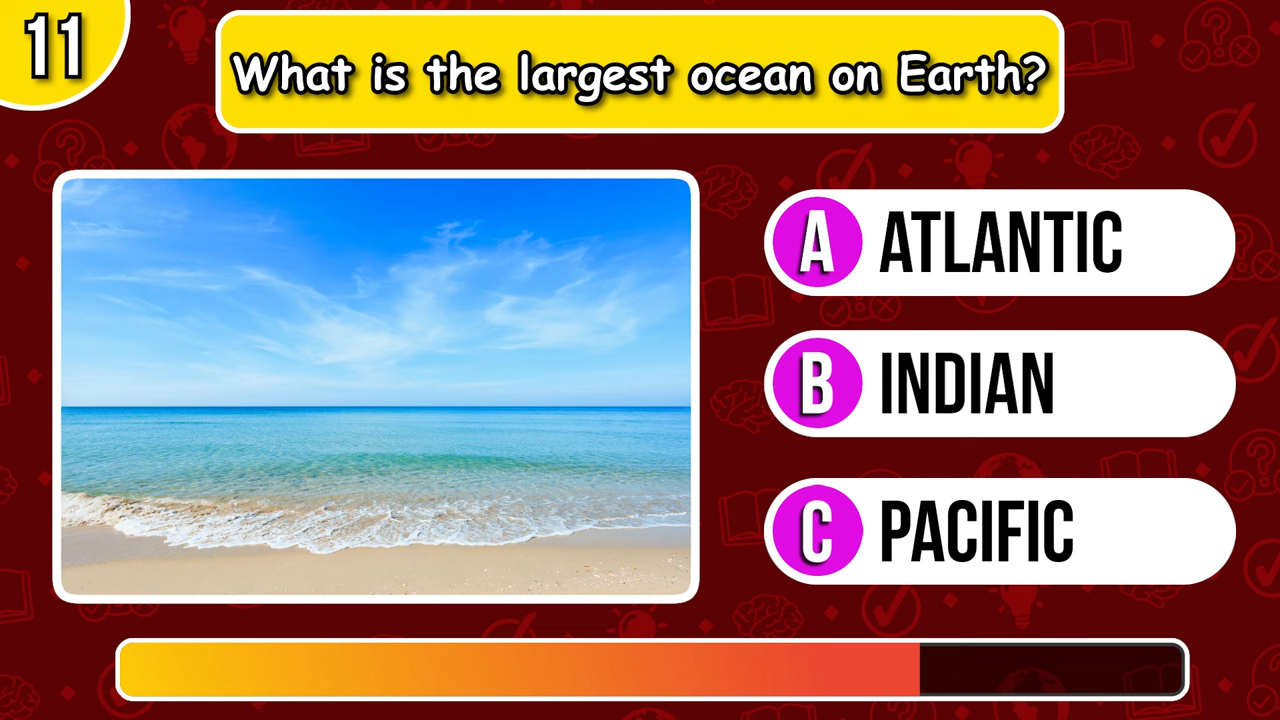 11
What is the largest ocean on Earth?
A ATLANTIC
B INDIAN
C PACIFIC